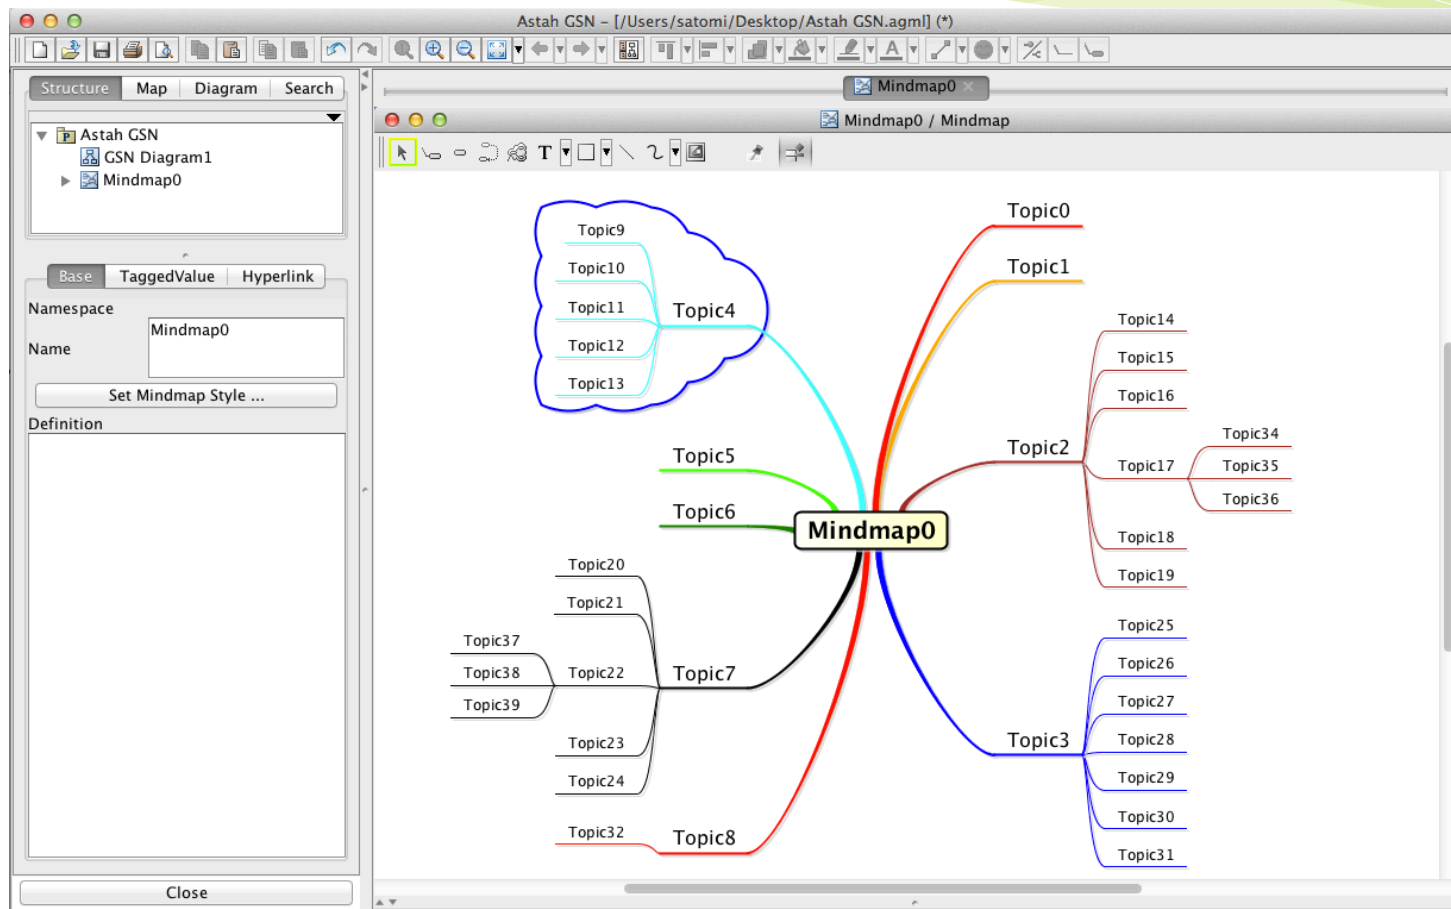 Astah GSN – [/Users/satomi/Desktop/Astah GSN.agml] (*)
A
Structure
Map
Diagram
Search
Mindmap0
Astah GSN
GSN Diagram1
Mindmap0
Mindmap0 / Mindmap
T
Base
TaggedValue
Hyperlink
Namespace
Name
Mindmap0
Set Mindmap Style ...
Definition
Close
Mindmap0
Topic0
Topic1
Topic2
Topic14
Topic15
Topic16
Topic17
Topic34
Topic35
Topic36
Topic18
Topic19
Topic3
Topic25
Topic26
Topic27
Topic28
Topic29
Topic30
Topic31
Topic4
Topic9
Topic10
Topic11
Topic12
Topic13
Topic5
Topic6
Topic7
Topic20
Topic21
Topic22
Topic37
Topic38
Topic39
Topic23
Topic24
Topic8
Topic32